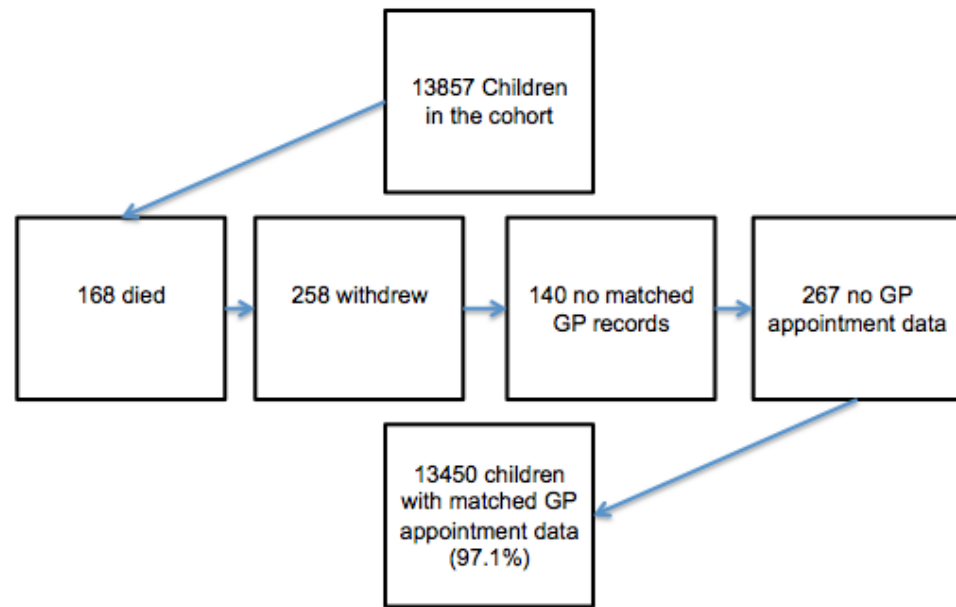 13857 Children
in the cohort
168 died
258 withdrew
140 no matched
GP records
267 no GP
appointment data
13450 children
with matched GP
appointment data
(97.1%)